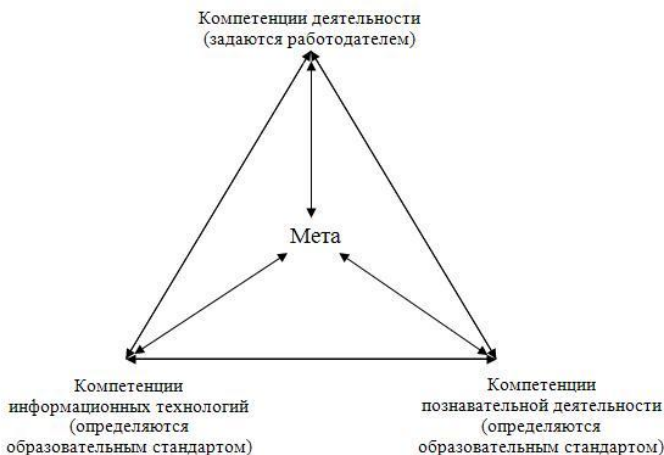 Компетенции деятельности
(задаются работодателем)
Мета
Компетенции
информационных технологий
(определяются
образовательным стандартом)
Компетенции
познавательной деятельности
(определяются
образовательным стандартом)